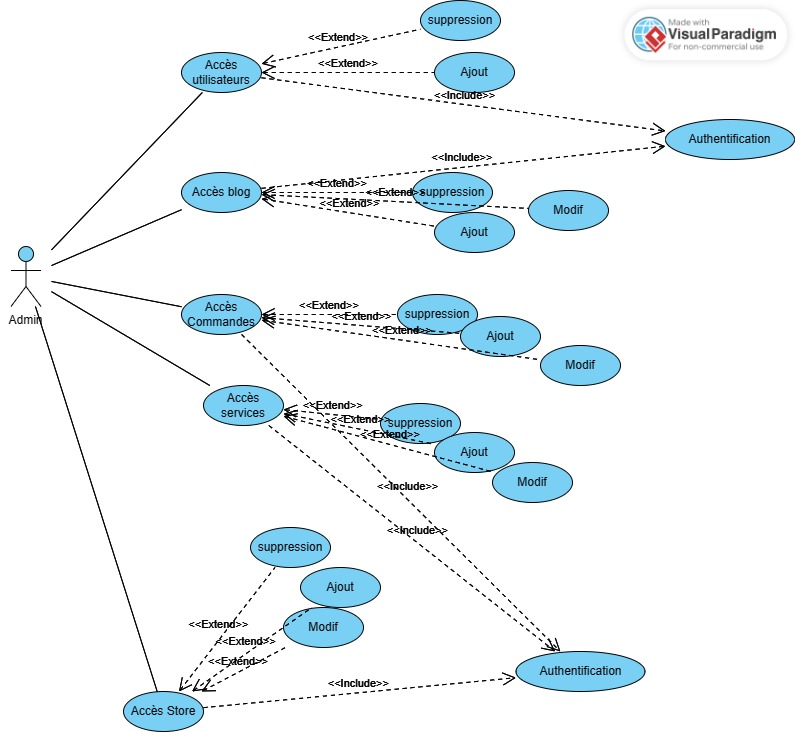 suppression
Made with
VisualParadigm
For non-commercial use
<<Extend>>
Accès
utilisateurs
<<Extend>>
Ajout
<<Include>>
Authentification
<<Include>>
Accès blog
<<Extend>>
<<Extend>>
suppression
<<Extend>>
Modif
Ajout
Admin
Accès
Commandes
<<Extend>>
suppression
<<Extend>>
<<Extend>>
Ajout
Modif
Accès
services
<<Extend>>
<<Extend>>
suppression
<<Extend>>
Ajout
Modif
<<Include>>
<<Include>>
suppression
Ajout
<<Extend>>
Modif
<<Extend>>
<<Extend>>
Authentification
<<Include>>
Accès Store